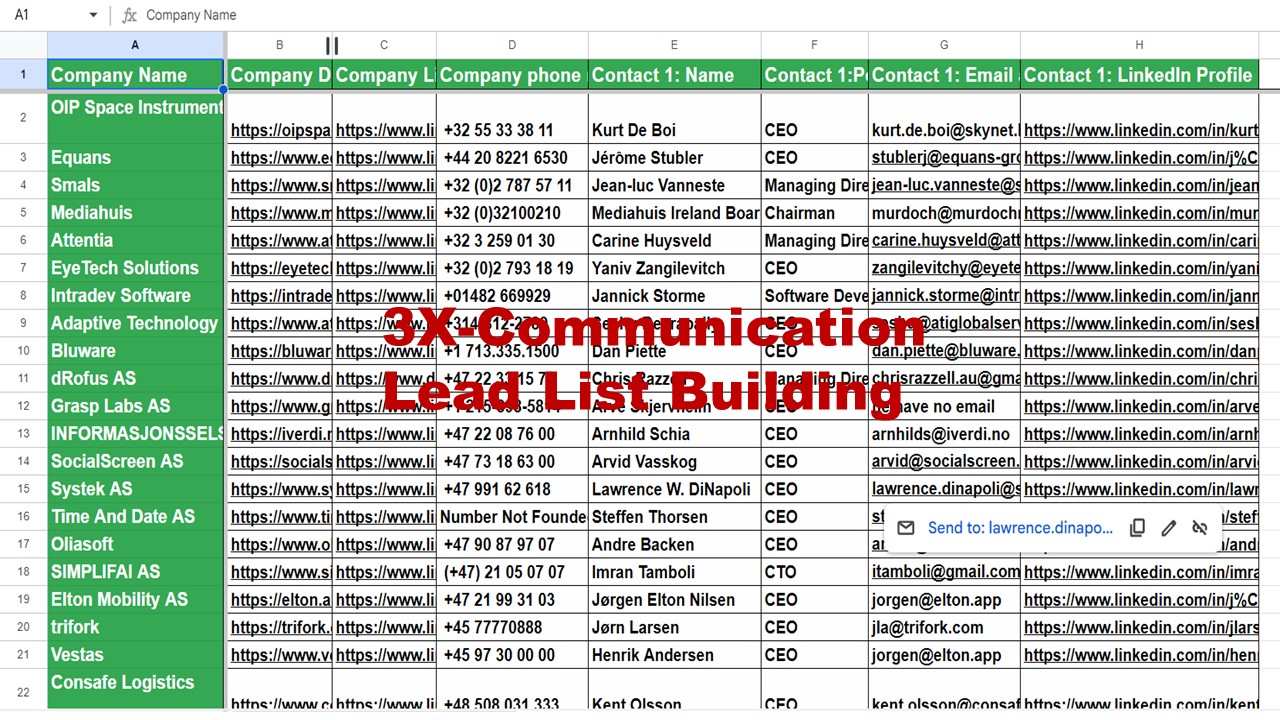 A1 fx Company Name
A B C D E F G H
1 Company Name Company D Company L Company phone Contact 1: Name Contact 1:Po Contact 1: Email Contact 1: LinkedIn Profile
2 OIP Space Instrument https://oipspa https://www.li +32 55 33 38 11 Kurt De Boi CEO kurt.de.boi@skynet. https://www.linkedin.com/in/kurt
3 Equans https://www.e https://www.li +44 20 8221 6530 Jérôme Stubler CEO stublerj@equans-gro https://www.linkedin.com/in/j%C
4 Smals https://www.s https://www.li +32 (0)2 787 57 11 Jean-luc Vanneste Managing Dire jean-luc.vanneste@s https://www.linkedin.com/in/jean
5 Mediahuis https://www.m https://www.li +32 (0)32100210 Mediahuis Ireland Boar Chairman murdoch@murdoch https://www.linkedin.com/in/mur
6 Attentia https://www.a https://www.li +32 3 259 01 30 Carine Huysveld Managing Dire carine.huysveld@att https://www.linkedin.com/in/cari
7 EyeTech Solutions https://eyetec https://www.li +32 (0)2 793 18 19 Yaniv Zangilevitch CEO zangilevitchy@eyete https://www.linkedin.com/in/yani
8 Intradev Software https://intrade https://www.li +01482 669929 Jannick Storme Software Deve jannick.storme@intr https://www.linkedin.com/in/jann
9 Adaptive Technology https://www.a https://www.li CEO @atiglobalserv https://www.linkedin.com/in/sesh
3X-Communication
10 Bluware https://bluwar https://www.li +1 713.335.1500 Dan Piette CEO dan.piette@bluware. https://www.linkedin.com/in/dan
11 dRofus AS https://www.d https://www.d Chris Razzell Managing Dire chrisrazzell.au@gma https://www.linkedin.com/in/chri
Lead List Building
12 Grasp Labs AS https://www.g https://www.li CEO have no email https://www.linkedin.com/in/arve
13 INFORMASJONSSELS https://iverdi.n https://www.li +47 22 08 76 00 Arnhild Schia CEO arnhilds@iverdi.no https://www.linkedin.com/in/arnh
14 SocialScreen AS https://socials https://www.li +47 73 18 63 00 Arvid Vasskog CEO arvid@socialscreen. https://www.linkedin.com/in/arvi
15 Systek AS https://www.sy https://www.li +47 991 62 618 Lawrence W. DiNapoli CEO lawrence.dinapoli@s https://www.linkedin.com/in/lawr
16 Time And Date AS https://www.ti https://www.li Number Not Founde Steffen Thorsen CEO st /stef
Send to: lawrence.dinapo...
17 Oliasoft https://www.o https://www.li +47 90 87 97 07 Andre Backen CEO an /and
18 SIMPLIFAI AS https://www.si https://www.li (+47) 21 05 07 07 Imran Tamboli CTO itamboli@gmail.com https://www.linkedin.com/in/imra
19 Elton Mobility AS https://elton.a https://www.li +47 21 99 31 03 Jørgen Elton Nilsen CEO jorgen@elton.app https://www.linkedin.com/in/j%C
20 trifork https://trifork. https://www.li +45 77770888 Jørn Larsen CEO jla@trifork.com https://www.linkedin.com/in/jlars
21 Vestas https://www.v https://www.li +45 97 30 00 00 Henrik Andersen CEO jorgen@elton.app https://www.linkedin.com/in/hen
22 Consafe Logistics https://www.c https://www.li +48 508 031 333 Kent Olsson CEO kent.olsson@consaf https://www.linkedin.com/in/kent